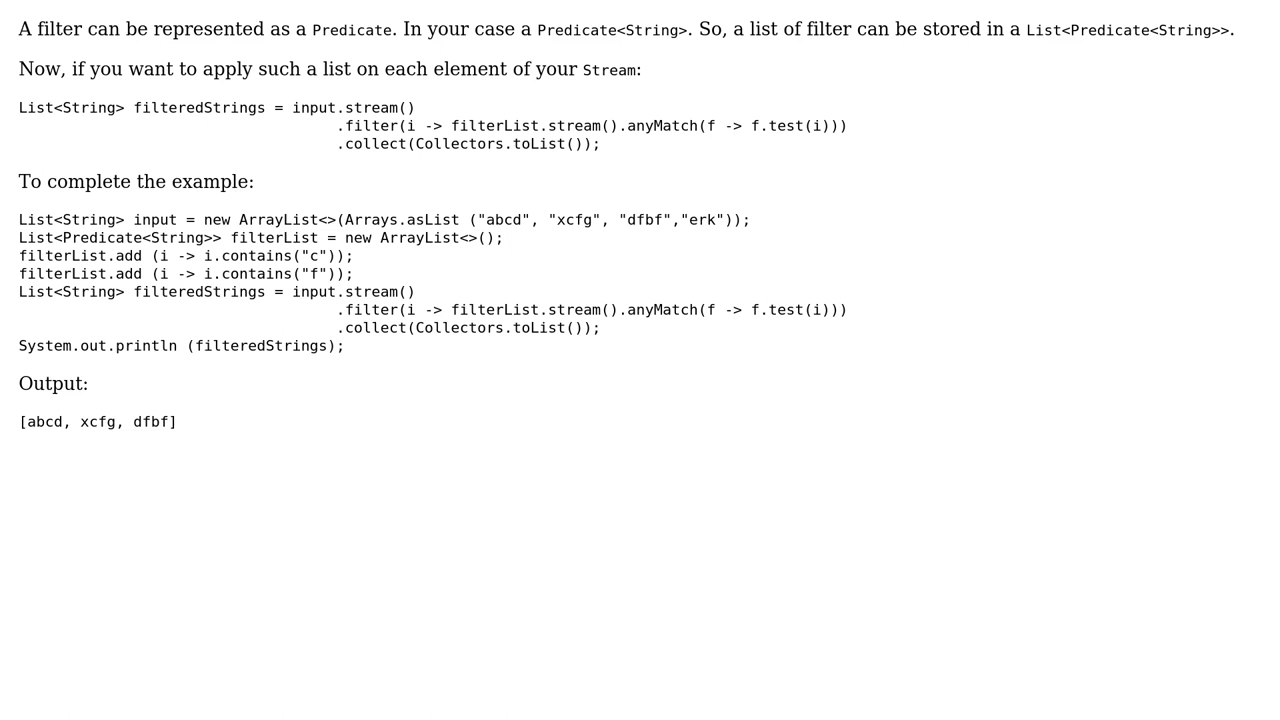 A filter can be represented as a Predicate. In your case a Predicate<String>. So, a list of filter can be stored in a List<Predicate<String>>.
Now, if you want to apply such a list on each element of your Stream:
List<String> filteredStrings = input.stream()
                                    .filter(i -> filterList.stream().anyMatch(f -> f.test(i)))
                                    .collect(Collectors.toList());
To complete the example:
List<String> input = new ArrayList<>(Arrays.asList ("abcd", "xcfg", "dfbf","erk"));
List<Predicate<String>> filterList = new ArrayList<>();
filterList.add (i -> i.contains("c"));
filterList.add (i -> i.contains("f"));
List<String> filteredStrings = input.stream()
                                    .filter(i -> filterList.stream().anyMatch(f -> f.test(i)))
                                    .collect(Collectors.toList());
System.out.println (filteredStrings);
Output:
[abcd, xcfg, dfbf]